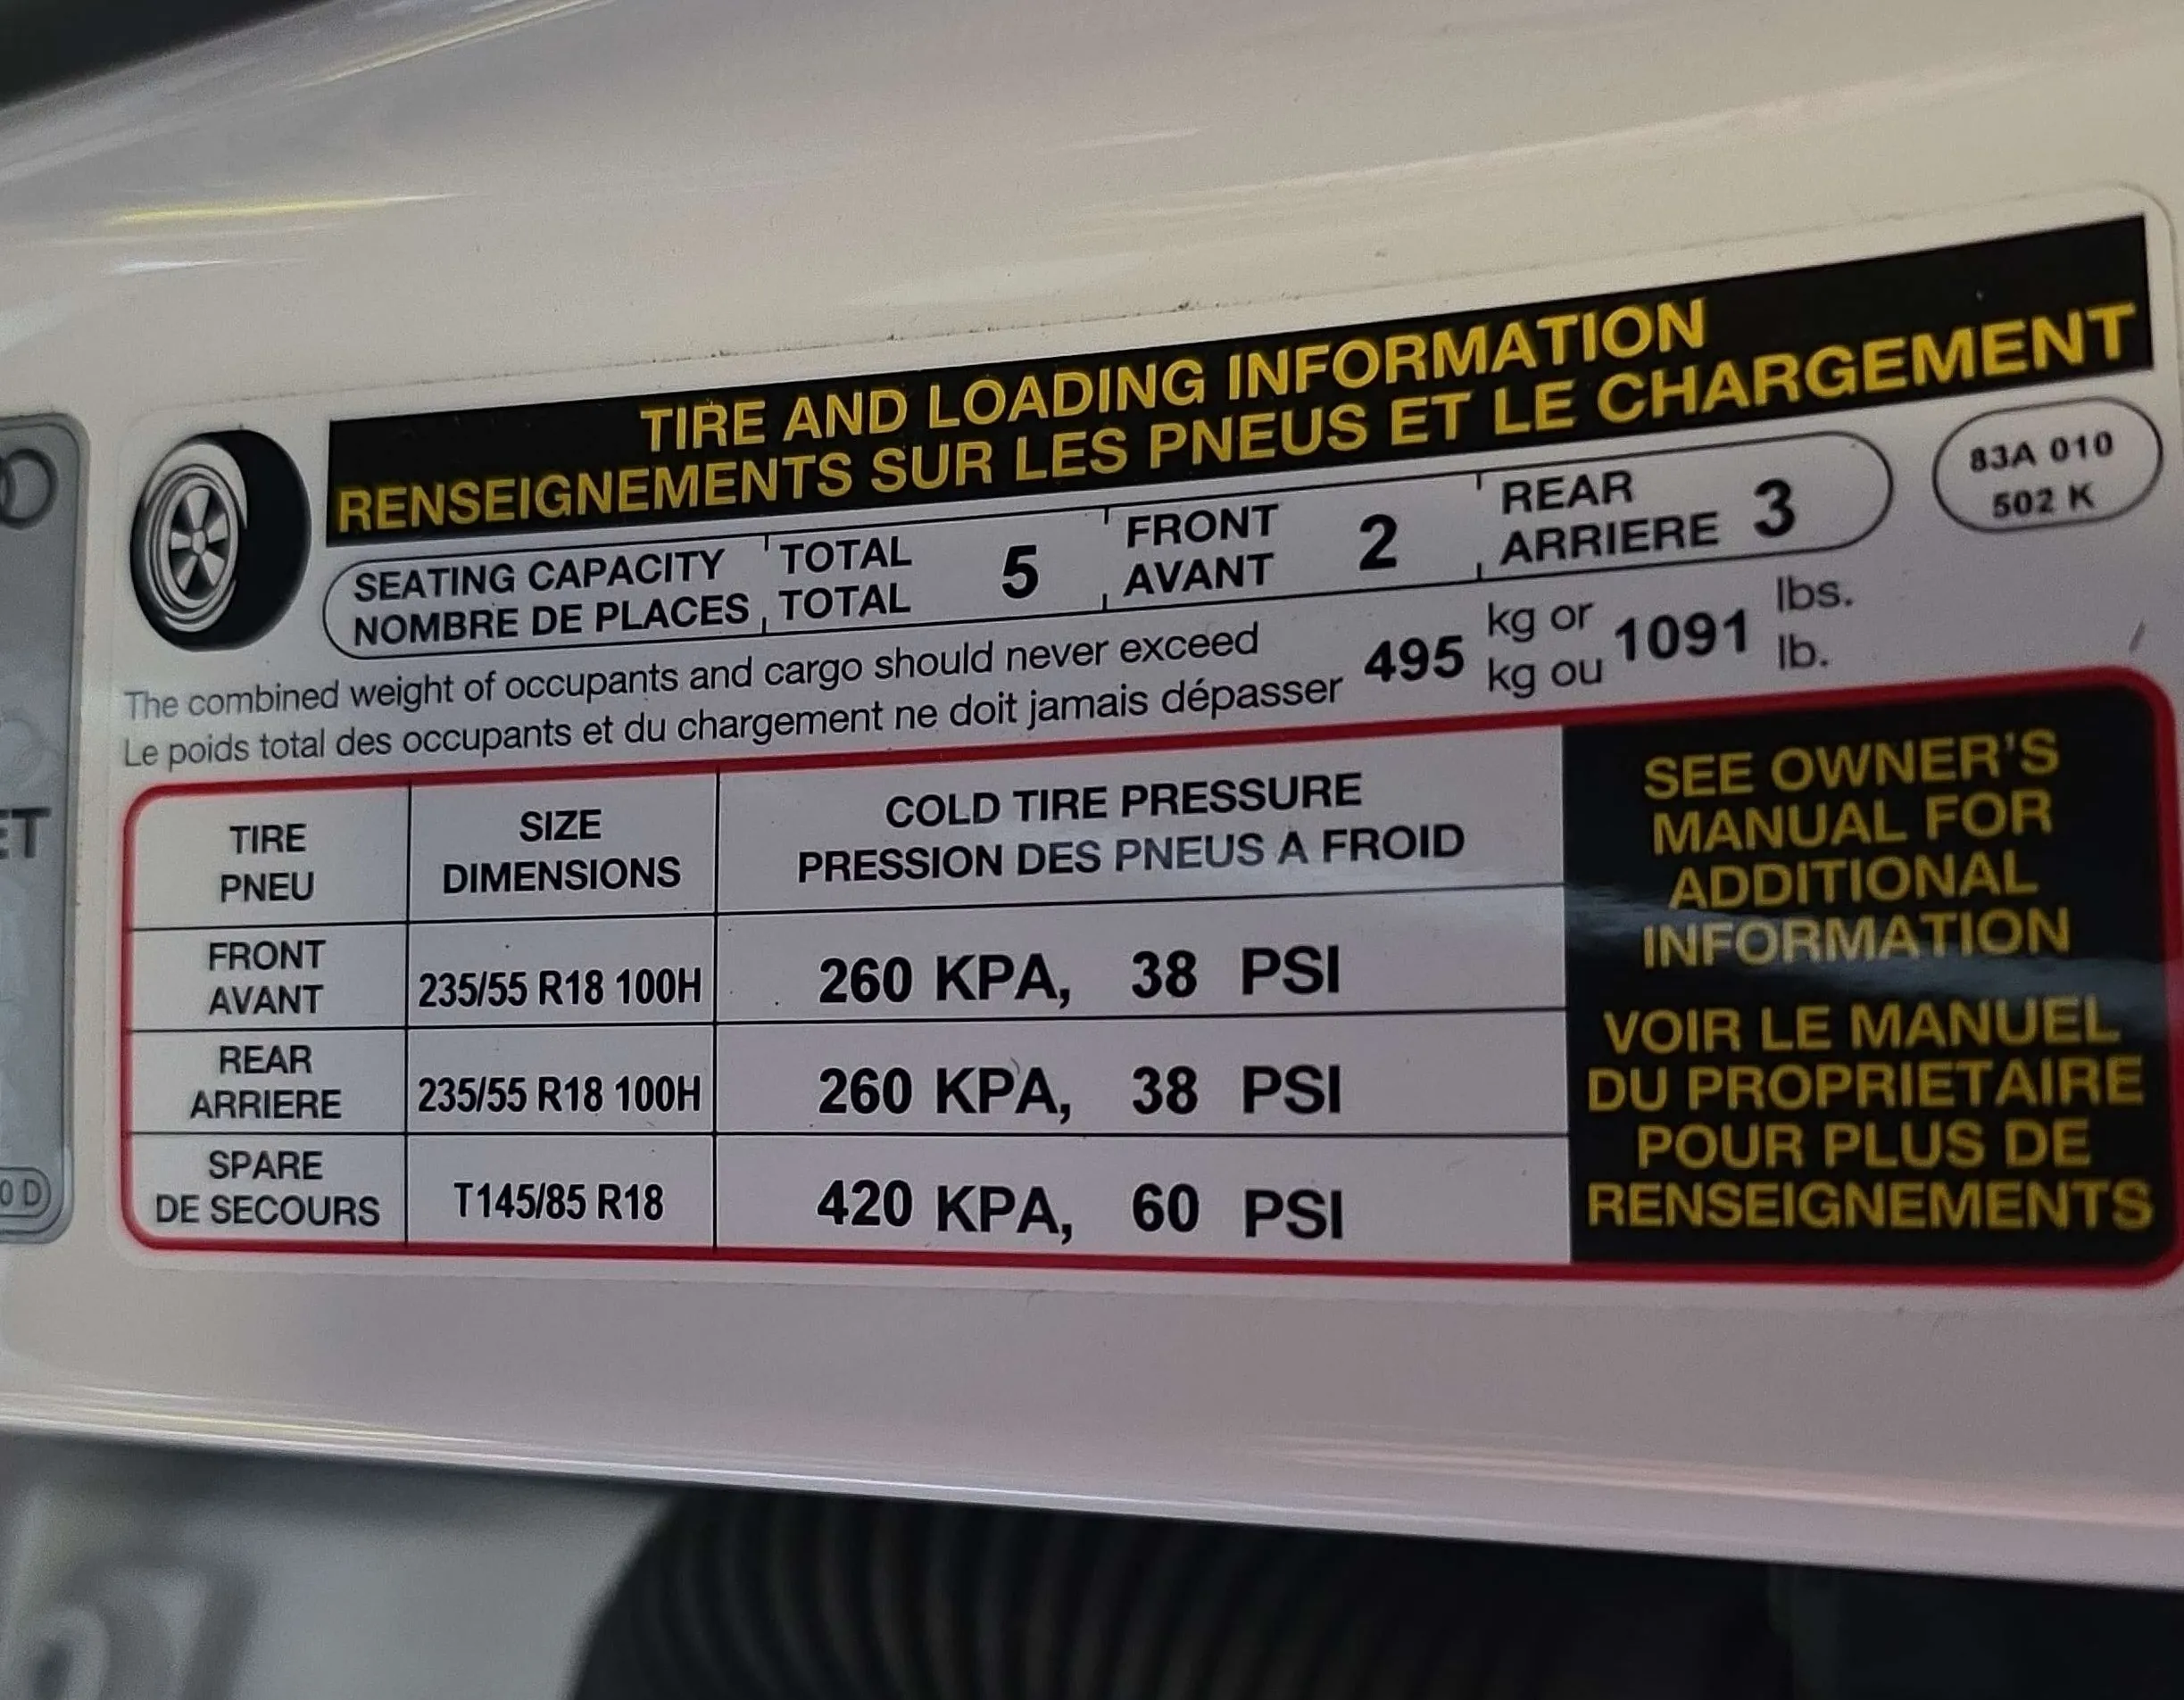 TIRE AND LOADING INFORMATION
RENSEIGNEMENTS SUR LES PNEUS ET LE CHARGEMENT
83A 010
502 K
SEATING CAPACITY TOTAL 5 FRONT 2 REAR 3
NOMBRE DE PLACES TOTAL AVANT ARRIERE
The combined weight of occupants and cargo should never exceed 495 kg or 1091 lbs.
Le poids total des occupants et du chargement ne doit jamais dépasser kg ou lb.
TIRE SIZE COLD TIRE PRESSURE
PNEU DIMENSIONS PRESSION DES PNEUS A FROID
FRONT
AVANT 235/55 R18 100H 260 KPA, 38 PSI
REAR
ARRIERE 235/55 R18 100H 260 KPA, 38 PSI
SPARE
DE SECOURS T145/85 R18 420 KPA, 60 PSI
SEE OWNER'S
MANUAL FOR
ADDITIONAL
INFORMATION
VOIR LE MANUEL
DU PROPRIETAIRE
POUR PLUS DE
RENSEIGNEMENTS
ET
0 D